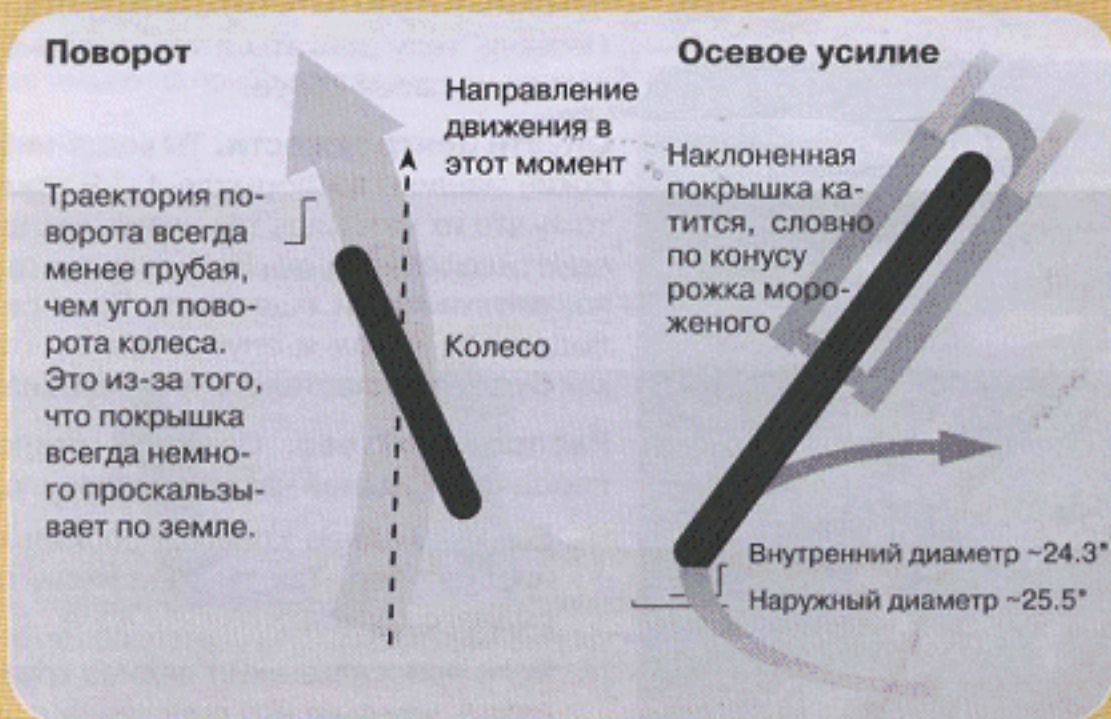 Поворот
Траектория по-
ворота всегда
менее грубая,
чем угол пово-
рота колеса.
Это из-за того,
что покрышка
всегда немно-
го проскальзы-
вает по земле.
Направление
движения в
этот момент
Колесо
Осевое усилие
Наклоненная
покрышка ка-
тится, словно
по конусу
рожка моро-
женого
Внутренний диаметр ~24.3"
Наружный диаметр ~25.5"